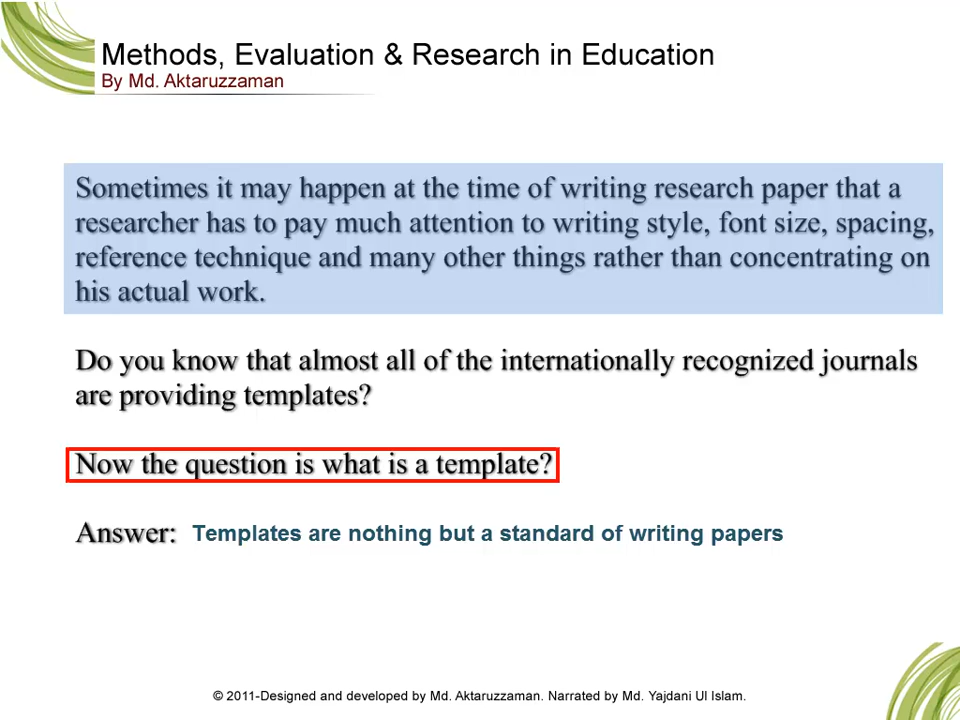 Methods, Evaluation & Research in Education
By Md. Aktaruzzaman
Sometimes it may happen at the time of writing research paper that a
researcher has to pay much attention to writing style, font size, spacing,
reference technique and many other things rather than concentrating on
his actual work.
Do you know that almost all of the internationally recognized journals
are providing templates?
Now the question is what is a template?
Answer: Templates are nothing but a standard of writing papers
© 2011-Designed and developed by Md. Aktaruzzaman. Narrated by Md. Yajdani Ul Islam.